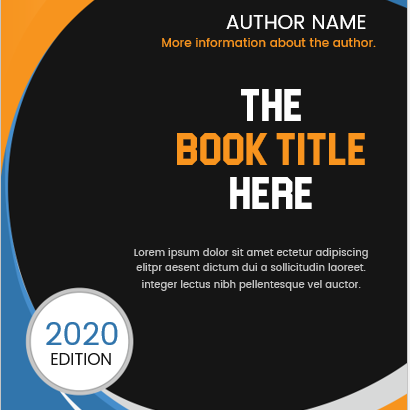 AUTHOR NAME
More information about the author.
THE
BOOK TITLE
HERE
Lorem ipsum dolor sit amet ectetur adipiscing
elitpr aesent dictum dui a sollicitudin laoreet.
integer lectus nibh pellentesque vel auctor.
2020
EDITION